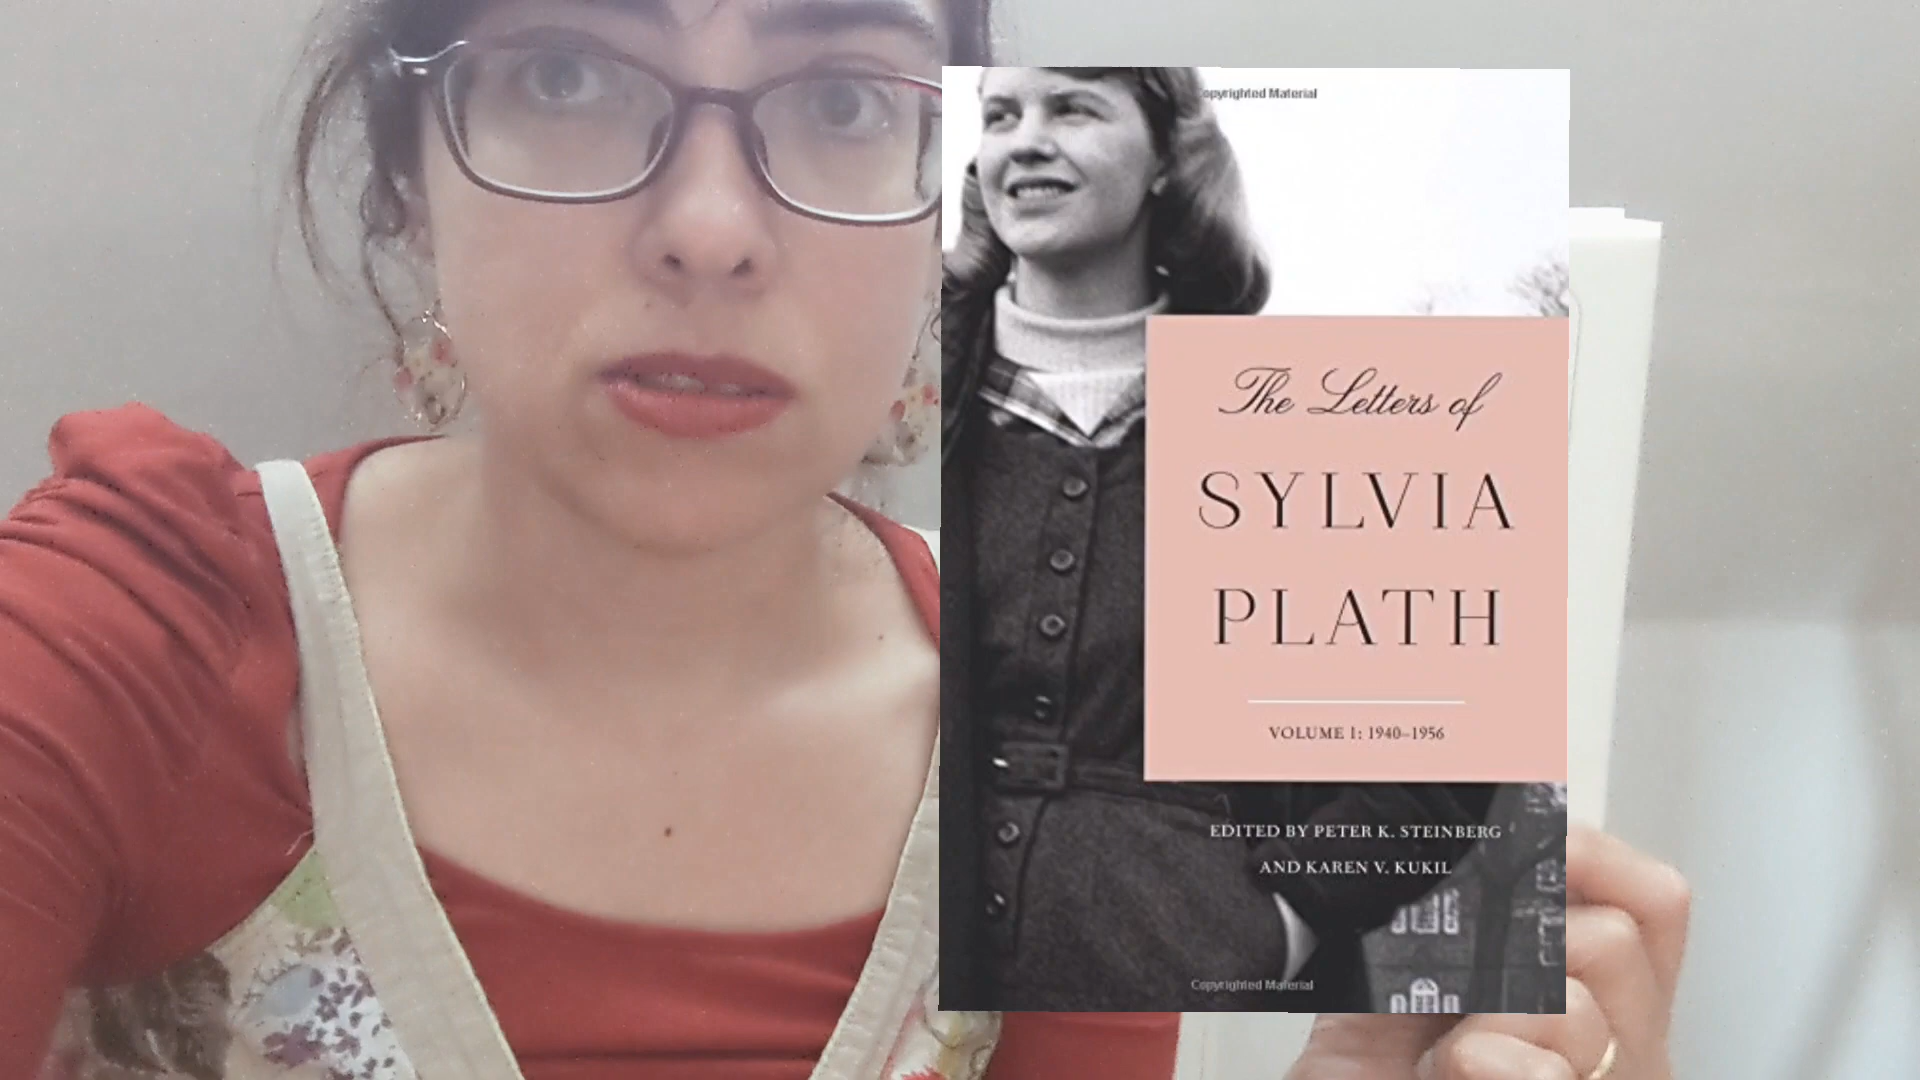 opyrighted Material
The Letters of
SYLVIA
PLATH
VOLUME 1: 1940–1956
EDITED BY PETER K. STEINBERG
AND KAREN V. KUKIL
Copyrighted Material